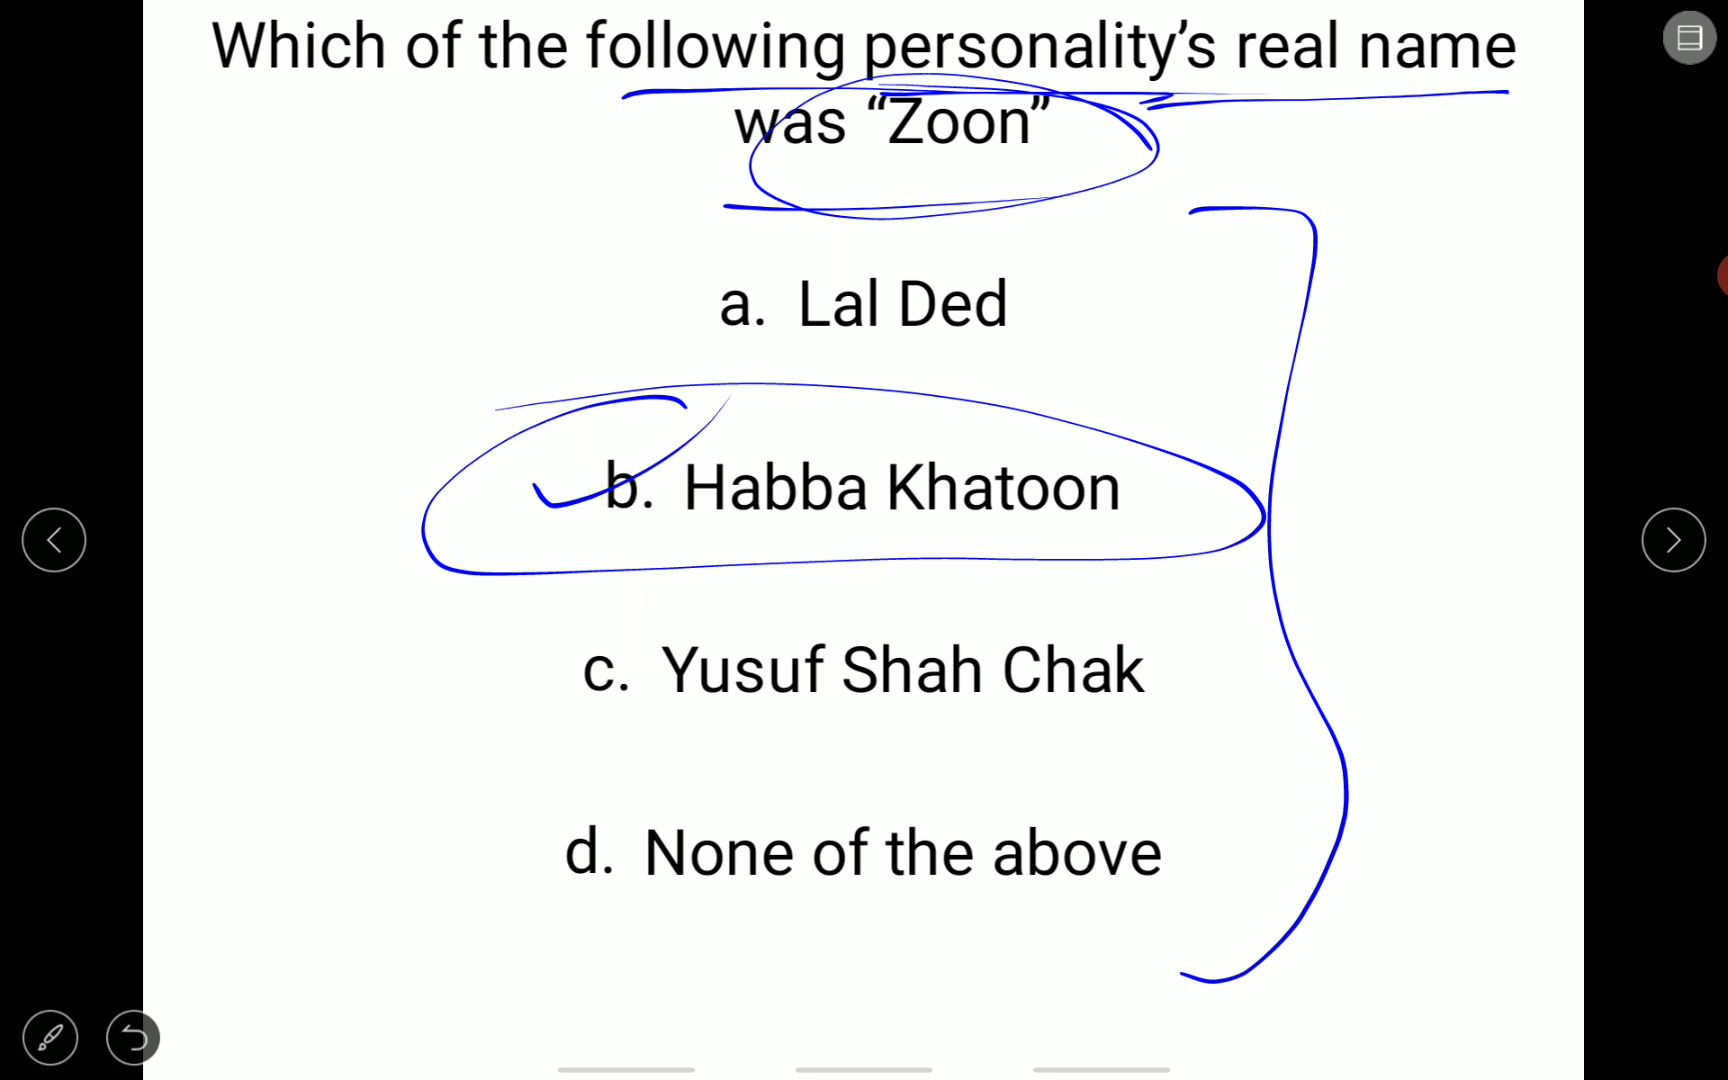 Which of the following personality’s real name
was “Zoon”
a. Lal Ded
b. Habba Khatoon
c. Yusuf Shah Chak
d. None of the above